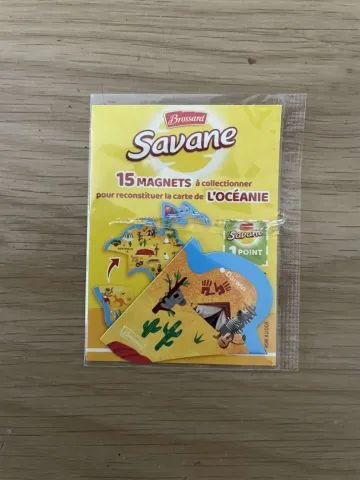 Brossard
Savane
15 MAGNETS à collectionner
pour reconstituer la carte de L'OCÉANIE
Savane
1 POINT